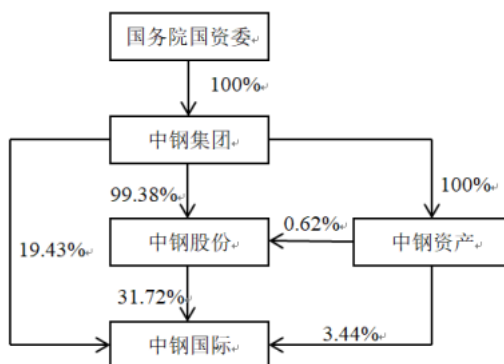 国务院国资委
100%
中钢集团
99.38%
100%
中钢股份
0.62%
中钢资产
19.43%
31.72%
3.44%
中钢国际